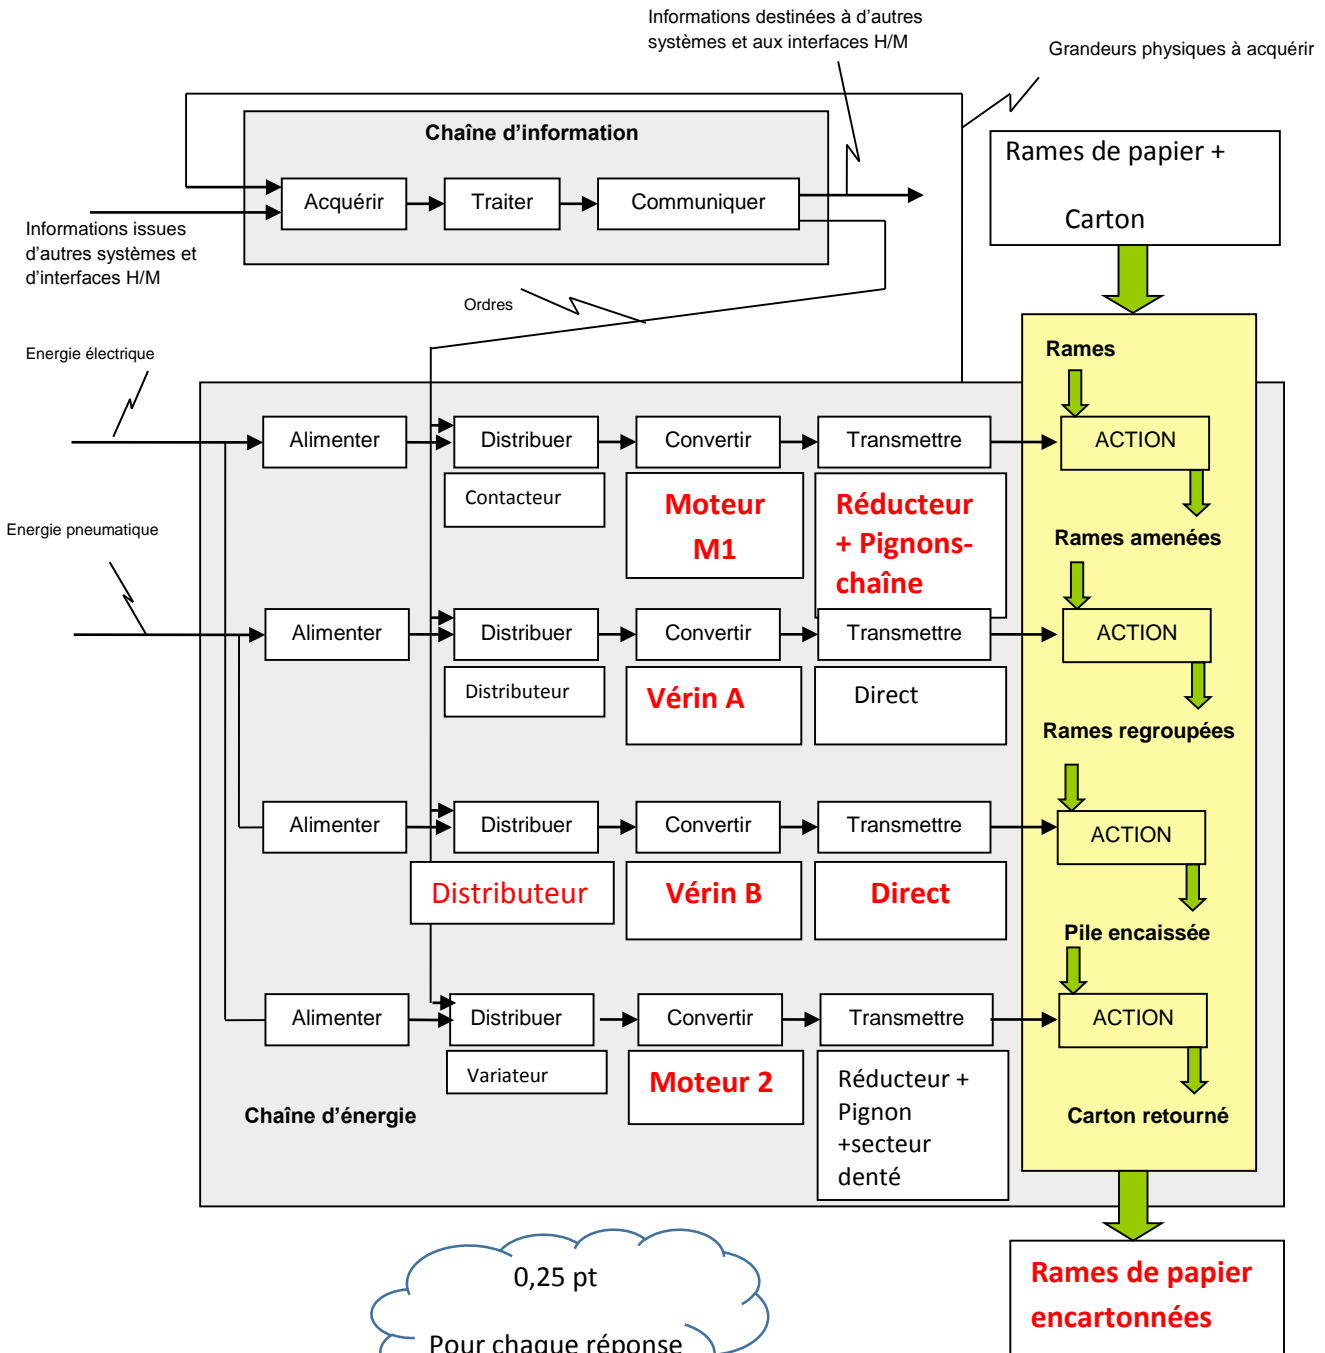 Informations destinées à d'autres
systèmes et aux interfaces H/M
Grandeurs physiques à acquérir
Chaîne d'information
Rames de papier +
Carton
Acquérir
Traiter
Communiquer
Informations issues
d'autres systèmes et
d'interfaces H/M
Ordres
Energie électrique
Rames
Alimenter
Distribuer
Convertir
Transmettre
ACTION
Contacteur
Moteur
M1
Réducteur
+ Pignons-
chaîne
Energie pneumatique
Rames amenées
Alimenter
Distribuer
Convertir
Transmettre
ACTION
Distributeur
Vérin A
Direct
Rames regroupées
Alimenter
Distribuer
Convertir
Transmettre
ACTION
Distributeur
Vérin B
Direct
Pile encaissée
Alimenter
Distribuer
Convertir
Transmettre
ACTION
Variateur
Moteur 2
Réducteur +
Pignon
+secteur
denté
Chaîne d'énergie
Carton retourné
0,25 pt
Pour chaque réponse
Rames de papier
encartonnées